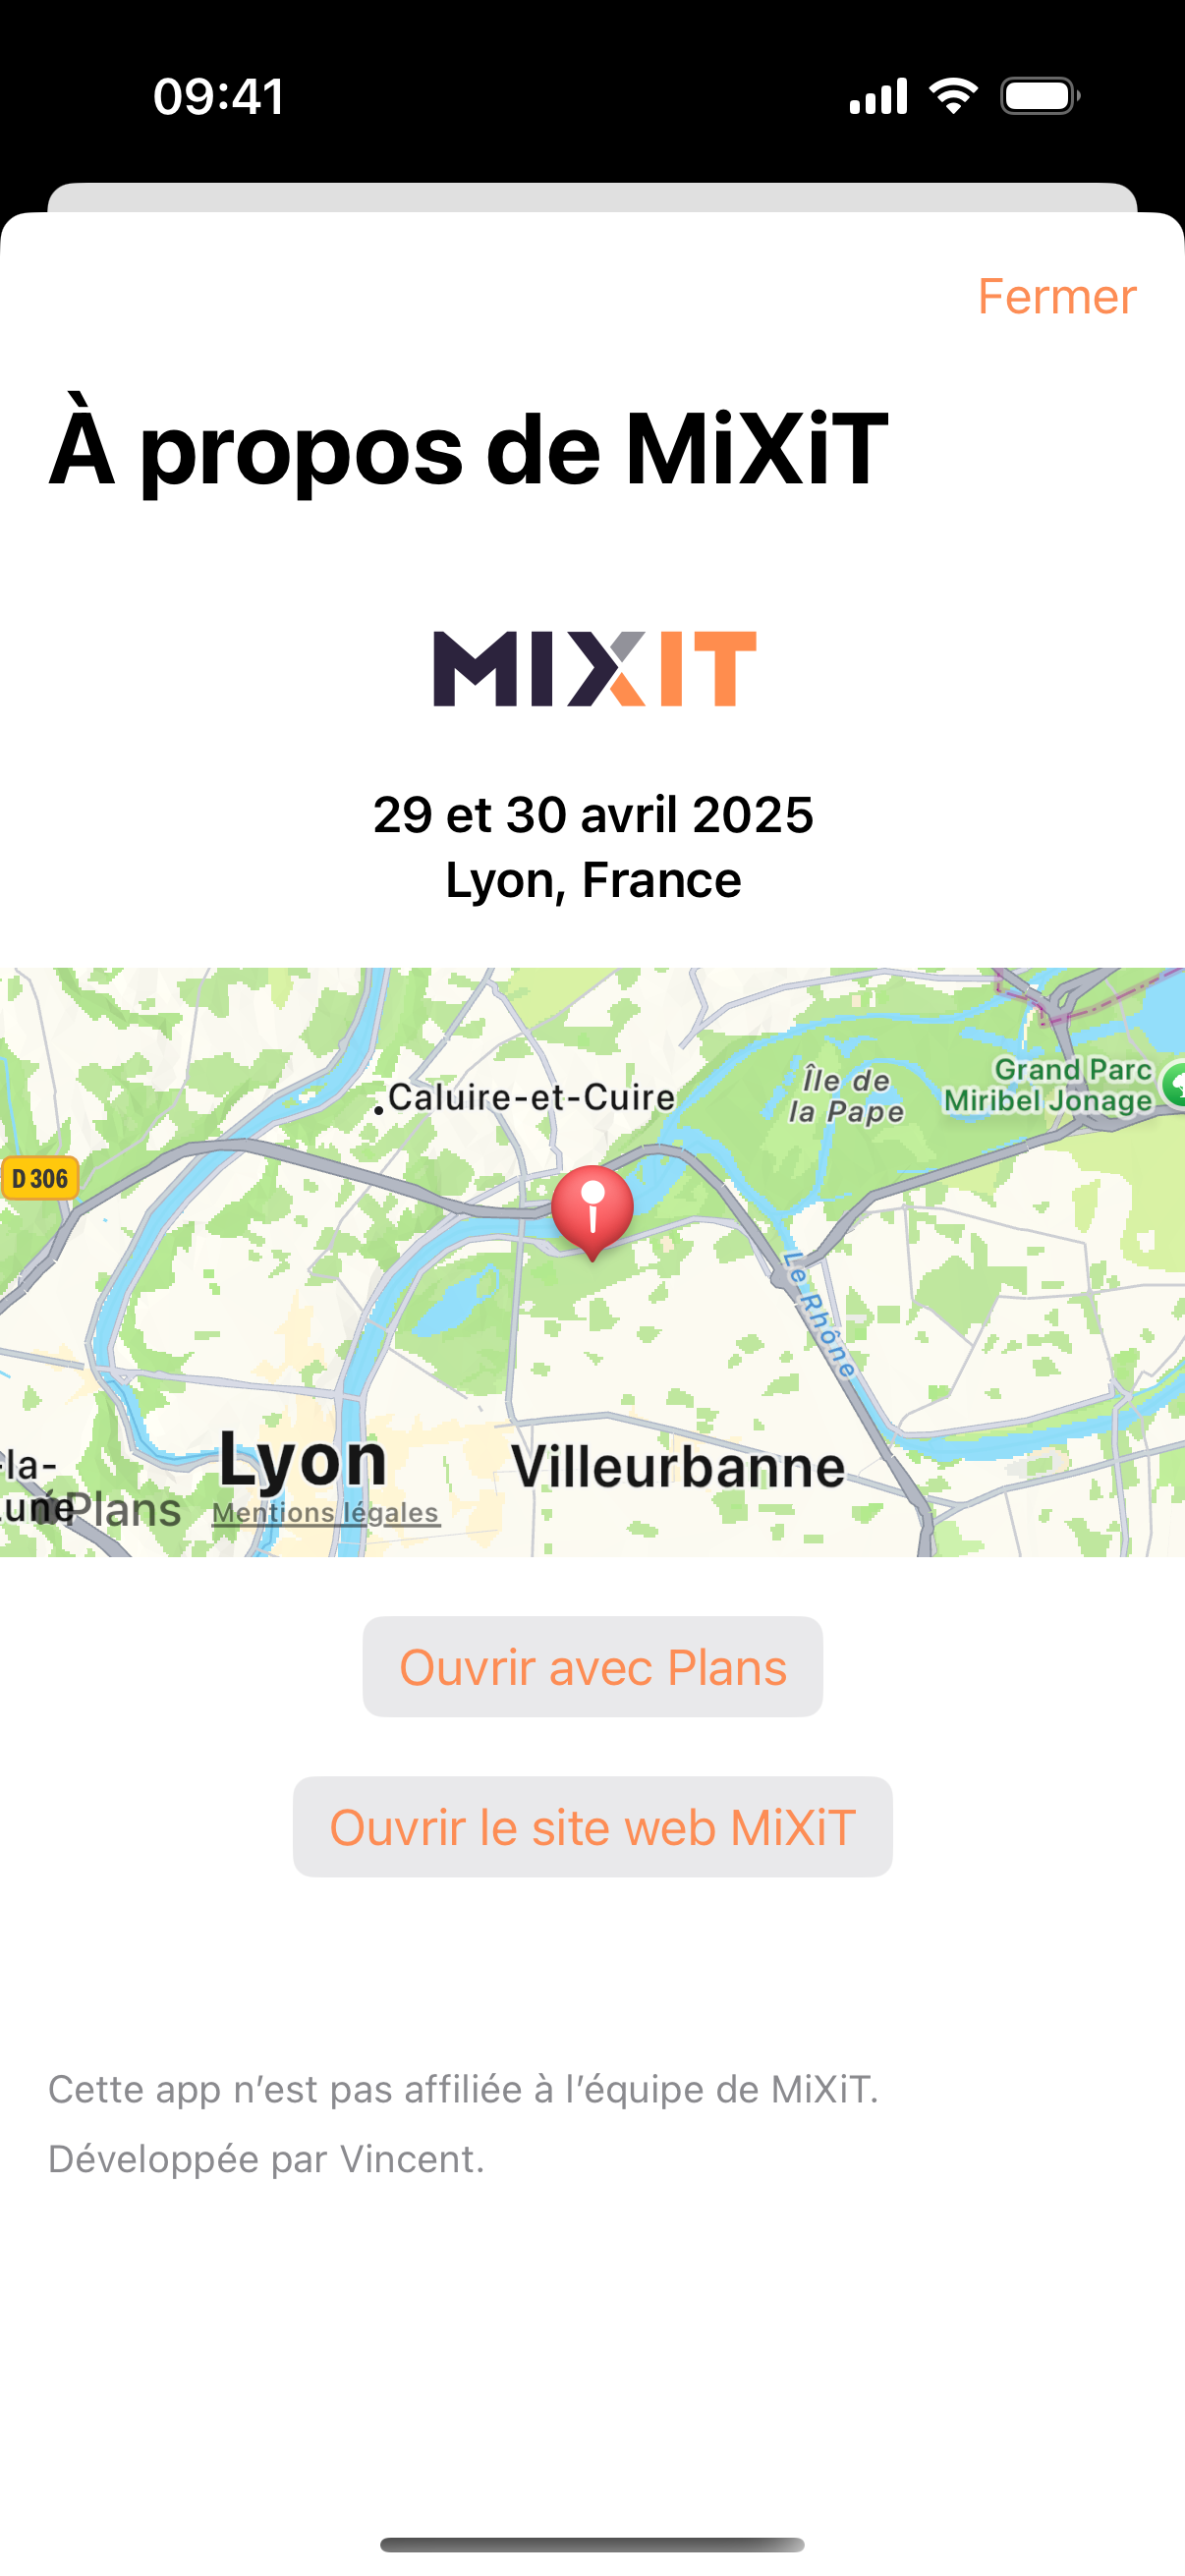 09:41
Fermer
À propos de MiXiT
MIXIT
29 et 30 avril 2025
Lyon, France
Caluire-et-Cuire
Île de
la Pape
Grand Parc
Miribel Jonage
D 306
Le Rhône
Lyon
Villeurbanne
-la-
Plans
Mentions légales
Ouvrir avec Plans
Ouvrir le site web MiXiT
Cette app n’est pas affiliée à l’équipe de MiXiT.
Développée par Vincent.